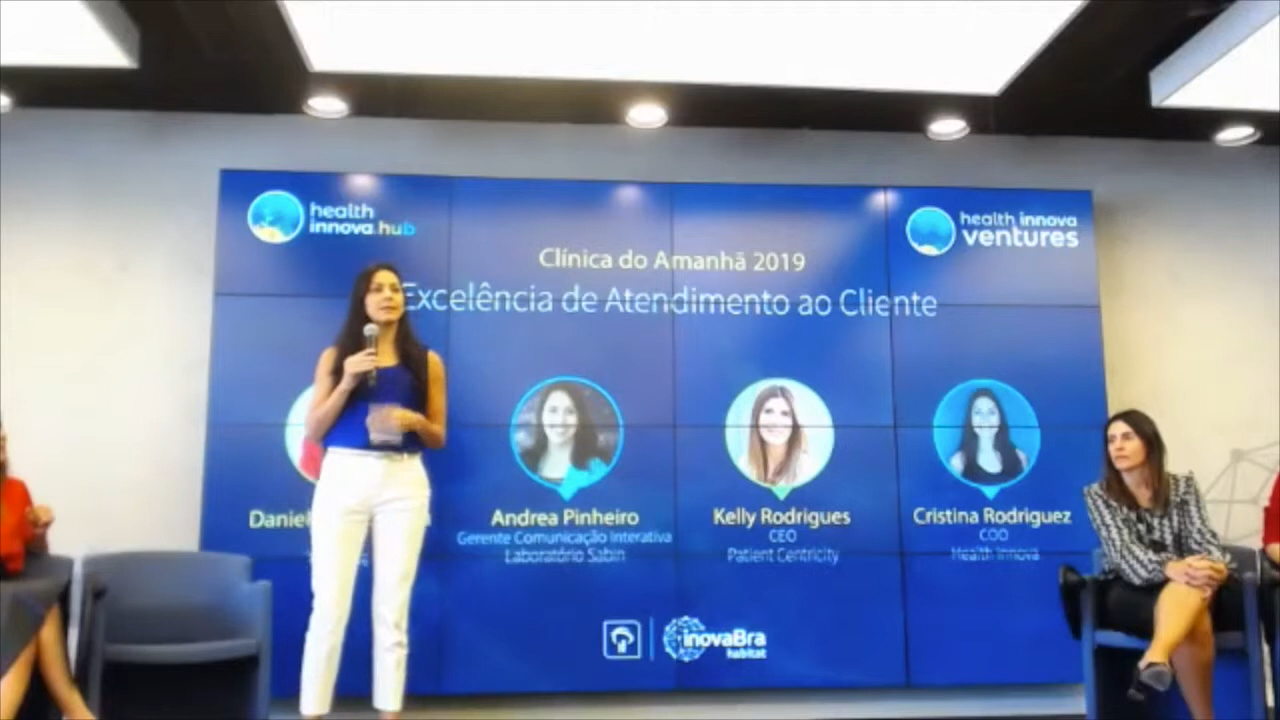 health
innova.hub
health innova
ventures
Clínica do Amanhã 2019
Excelência de Atendimento ao Cliente
Andrea Pinheiro
Gerente Comunicação Interativa
Laboratório Sabin
Kelly Rodrigues
CEO
Patient Centricity
Cristina Rodriguez
COO
Health Innova
inovaBra
habitat